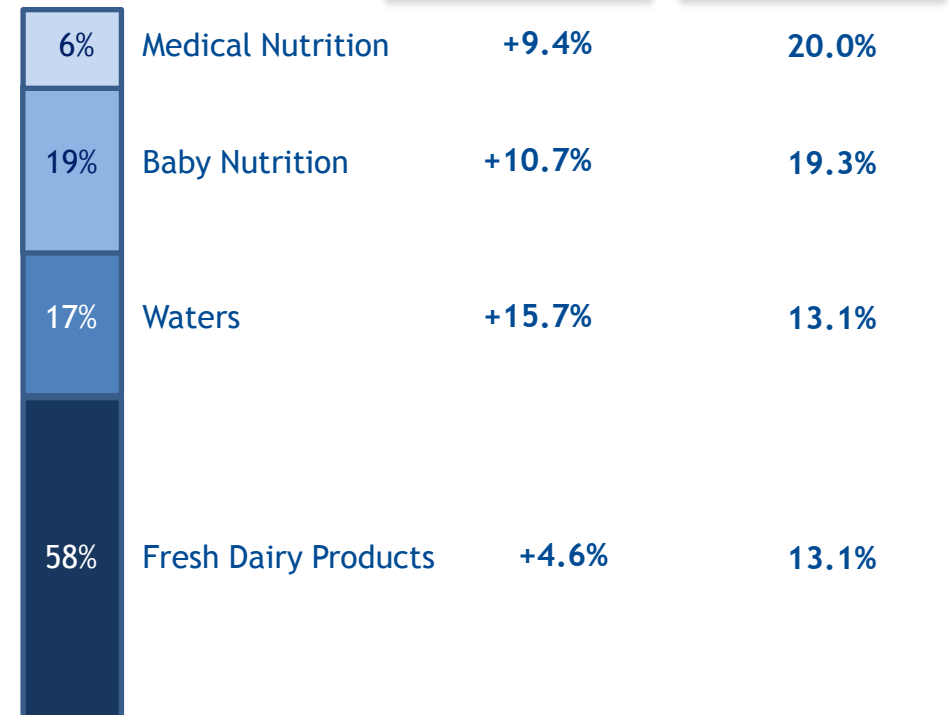 6% Medical Nutrition +9.4% 20.0%
19% Baby Nutrition +10.7% 19.3%
17% Waters +15.7% 13.1%
58% Fresh Dairy Products +4.6% 13.1%